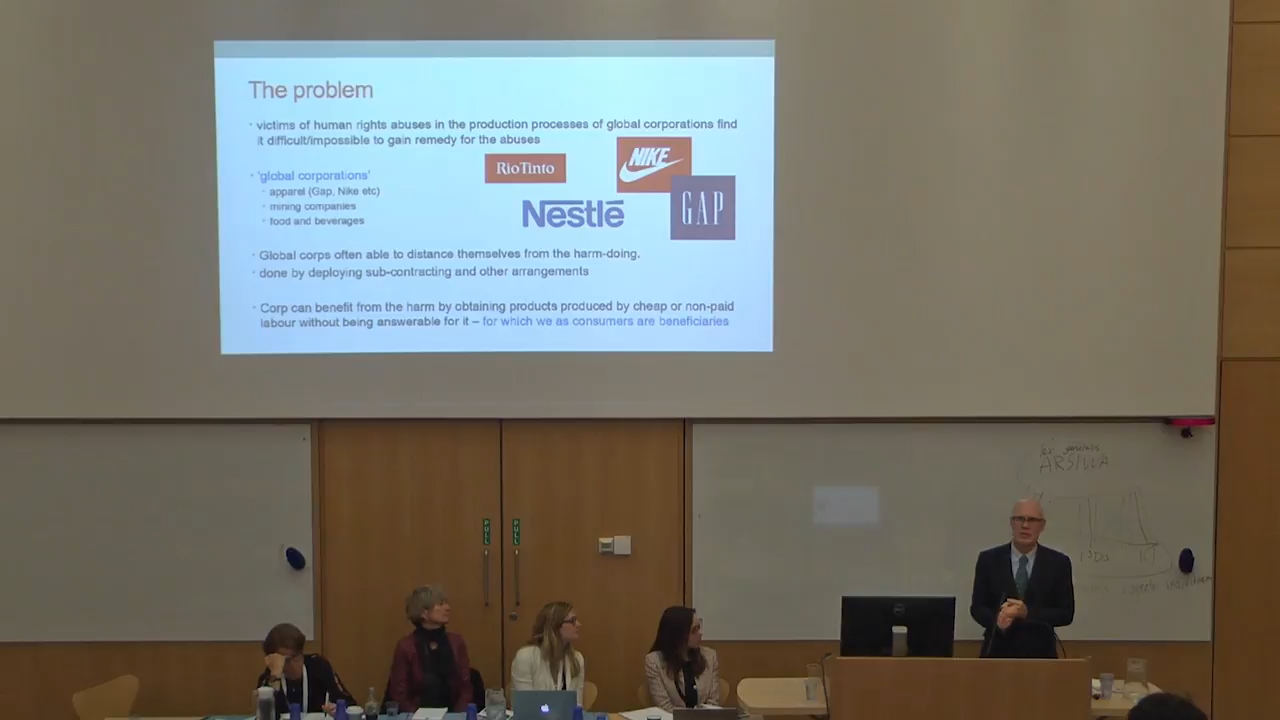 The problem
victims of human rights abuses in the production processes of global corporations find
it difficult/impossible to gain remedy for the abuses
'global corporations'
apparel (Gap, Nike etc)
mining companies
food and beverages
RioTinto
NIKE
Nestlé
GAP
Global corps often able to distance themselves from the harm-doing.
done by deploying sub-contracting and other arrangements
Corp can benefit from the harm by obtaining products produced by cheap or non-paid
labour without being answerable for it – for which we as consumers are beneficiaries
PULL
PULL